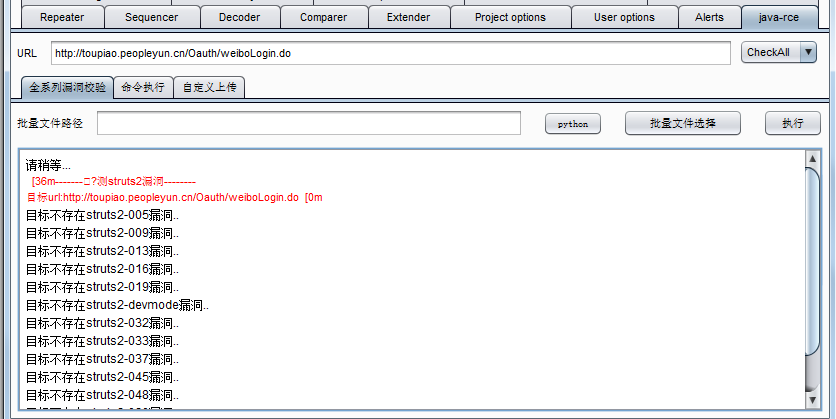 Repeater Sequencer Decoder Comparer Extender Project options User options Alerts java-rce
URL http://toupiao.peopleyun.cn/Oauth/weiboLogin.do CheckAll
全系列漏洞校验 命令执行 自定义上传
批量文件路径 python 批量文件选择 执行
请稍等...
[36m-------□?测struts2漏洞--------
目标url:http://toupiao.peopleyun.cn/Oauth/weiboLogin.do [0m
目标不存在struts2-005漏洞..
目标不存在struts2-009漏洞..
目标不存在struts2-013漏洞..
目标不存在struts2-016漏洞..
目标不存在struts2-019漏洞..
目标不存在struts2-devmode漏洞..
目标不存在struts2-032漏洞..
目标不存在struts2-033漏洞..
目标不存在struts2-037漏洞..
目标不存在struts2-045漏洞..
目标不存在struts2-048漏洞..